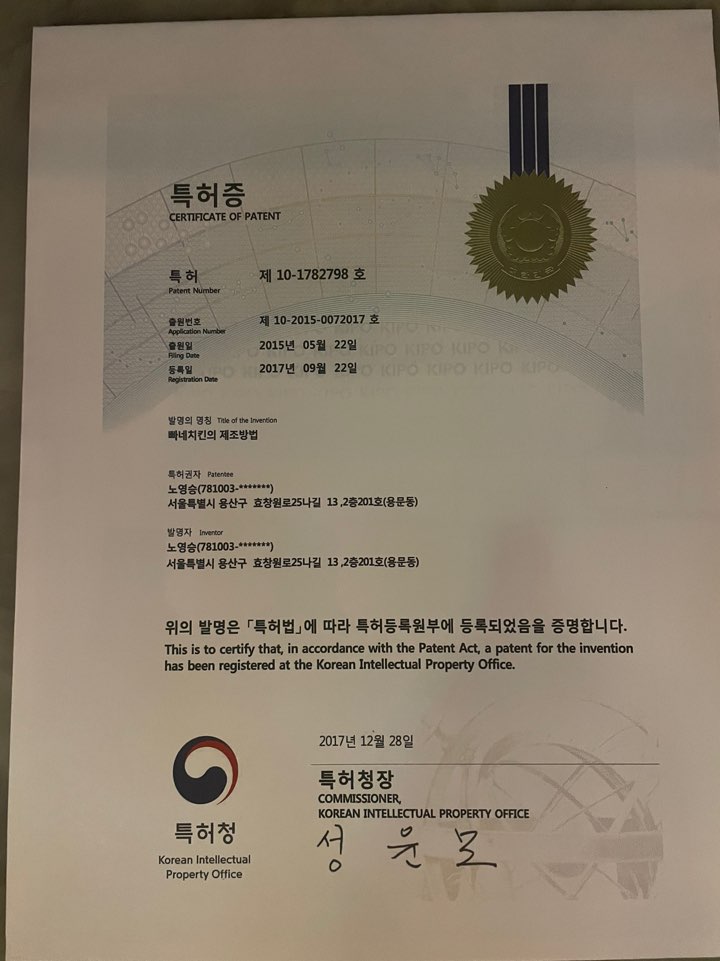 특허증
CERTIFICATE OF PATENT
특 허 제 10-1782798 호
Patent Number
출원번호 제 10-2015-0072017 호
Application Number
출원일 2015년 05월 22일
Filing Date
등록일 2017년 09월 22일
Registration Date
KIPO KIPO KIPO KIPO
KIPO KIPO KIPO KIPO KIPO
발명의 명칭 Title of the Invention
빠네치킨의 제조방법
특허권자 Patentee
노영승(781003-*******)
서울특별시 용산구 효창원로25나길 13 ,2층201호(용문동)
발명자 Inventor
노영승(781003-*******)
서울특별시 용산구 효창원로25나길 13 ,2층201호(용문동)
위의 발명은 「특허법」에 따라 특허등록원부에 등록되었음을 증명합니다.
This is to certify that, in accordance with the Patent Act, a patent for the invention
has been registered at the Korean Intellectual Property Office.
2017년 12월 28일
특허청장
COMMISSIONER,
KOREAN INTELLECTUAL PROPERTY OFFICE
성 윤 모
특허청
Korean Intellectual
Property Office